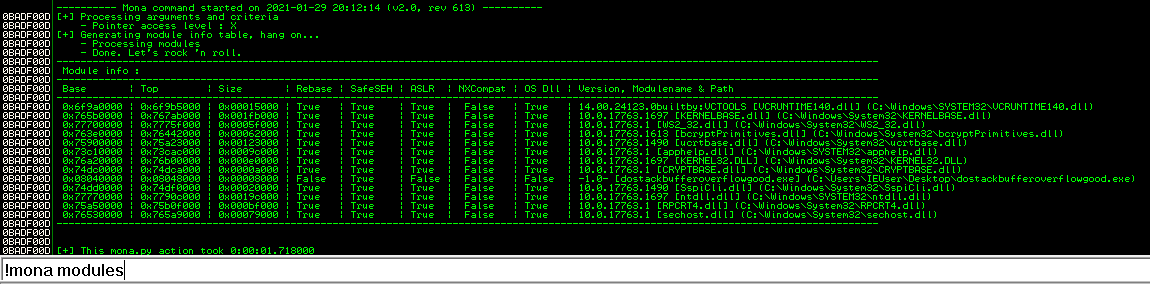 ---------- Mona command started on 2021-01-29 20:12:14 (v2.0, rev 613) ----------
0BADF00D [+] Processing arguments and criteria
0BADF00D - Pointer access level : X
0BADF00D [+] Generating module info table, hang on...
0BADF00D - Processing modules
0BADF00D - Done. Let's rock 'n roll.
0BADF00D -----------------------------------------------------------------------------------------------------------------------------------------
0BADF00D Module info :
0BADF00D -----------------------------------------------------------------------------------------------------------------------------------------
0BADF00D Base | Top | Size | Rebase | SafeSEH | ASLR | NXCompat | OS Dll | Version, Modulename & Path
0BADF00D -----------------------------------------------------------------------------------------------------------------------------------------
0BADF00D 0x6f9a0000 | 0x6f9b5000 | 0x00015000 | True | True | True | False | True | 14.00.24123.0builtby:VCTOOLS [VCRUNTIME140.dll] (C:\Windows\SYSTEM32\VCRUNTIME140.dll)
0BADF00D 0x765b0000 | 0x767ab000 | 0x001fb000 | True | True | True | False | True | 10.0.17763.1697 [KERNELBASE.dll] (C:\Windows\System32\KERNELBASE.dll)
0BADF00D 0x77700000 | 0x7775f000 | 0x0005f000 | True | True | True | False | True | 10.0.17763.1 [WS2_32.dll] (C:\Windows\System32\WS2_32.dll)
0BADF00D 0x763e0000 | 0x76442000 | 0x00062000 | True | True | True | False | True | 10.0.17763.1613 [bcryptPrimitives.dll] (C:\Windows\System32\bcryptPrimitives.dll)
0BADF00D 0x75900000 | 0x75a23000 | 0x00123000 | True | True | True | False | True | 10.0.17763.1490 [ucrtbase.dll] (C:\Windows\System32\ucrtbase.dll)
0BADF00D 0x73c10000 | 0x73cac000 | 0x0009c000 | True | True | True | False | True | 10.0.17763.1 [apphelp.dll] (C:\Windows\SYSTEM32\apphelp.dll)
0BADF00D 0x76a20000 | 0x76b00000 | 0x000e0000 | True | True | True | False | True | 10.0.17763.1697 [KERNEL32.DLL] (C:\Windows\System32\KERNEL32.DLL)
0BADF00D 0x74dc0000 | 0x74dca000 | 0x0000a000 | True | True | True | False | True | 10.0.17763.1 [CRYPTBASE.dll] (C:\Windows\System32\CRYPTBASE.dll)
0BADF00D 0x08040000 | 0x08048000 | 0x00008000 | False | True | False | False | False | -1.0- [dostackbufferoverflowgood.exe] (C:\Users\IEUser\Desktop\dostackbufferoverflowgood.exe)
0BADF00D 0x74dd0000 | 0x74df0000 | 0x00020000 | True | True | True | False | True | 10.0.17763.1490 [SspiCli.dll] (C:\Windows\System32\SspiCli.dll)
0BADF00D 0x77770000 | 0x7790c000 | 0x0019c000 | True | True | True | False | True | 10.0.17763.1697 [ntdll.dll] (C:\Windows\SYSTEM32\ntdll.dll)
0BADF00D 0x75a50000 | 0x75b0f000 | 0x000bf000 | True | True | True | False | True | 10.0.17763.1 [RPCRT4.dll] (C:\Windows\System32\RPCRT4.dll)
0BADF00D 0x76530000 | 0x765a9000 | 0x00079000 | True | True | True | False | True | 10.0.17763.1 [sechost.dll] (C:\Windows\System32\sechost.dll)
0BADF00D -----------------------------------------------------------------------------------------------------------------------------------------
0BADF00D
0BADF00D
0BADF00D [+] This mona.py action took 0:00:01.718000
!mona modules